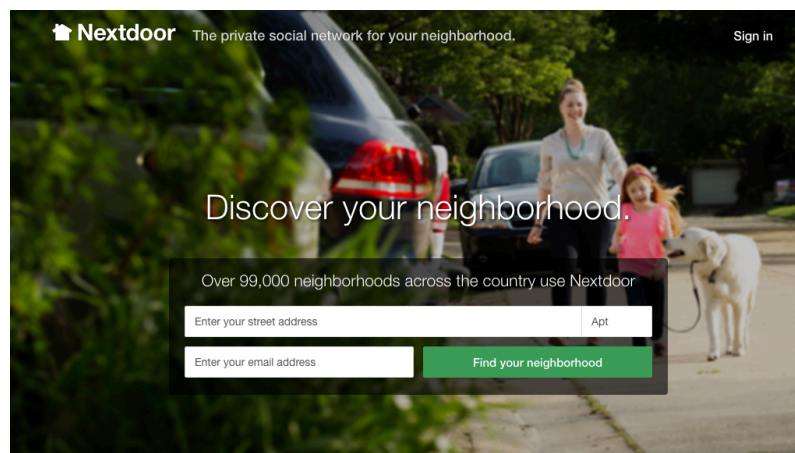 Nextdoor The private social network for your neighborhood. Sign in
Discover your neighborhood.
Over 99,000 neighborhoods across the country use Nextdoor
Enter your street address Apt
Enter your email address Find your neighborhood